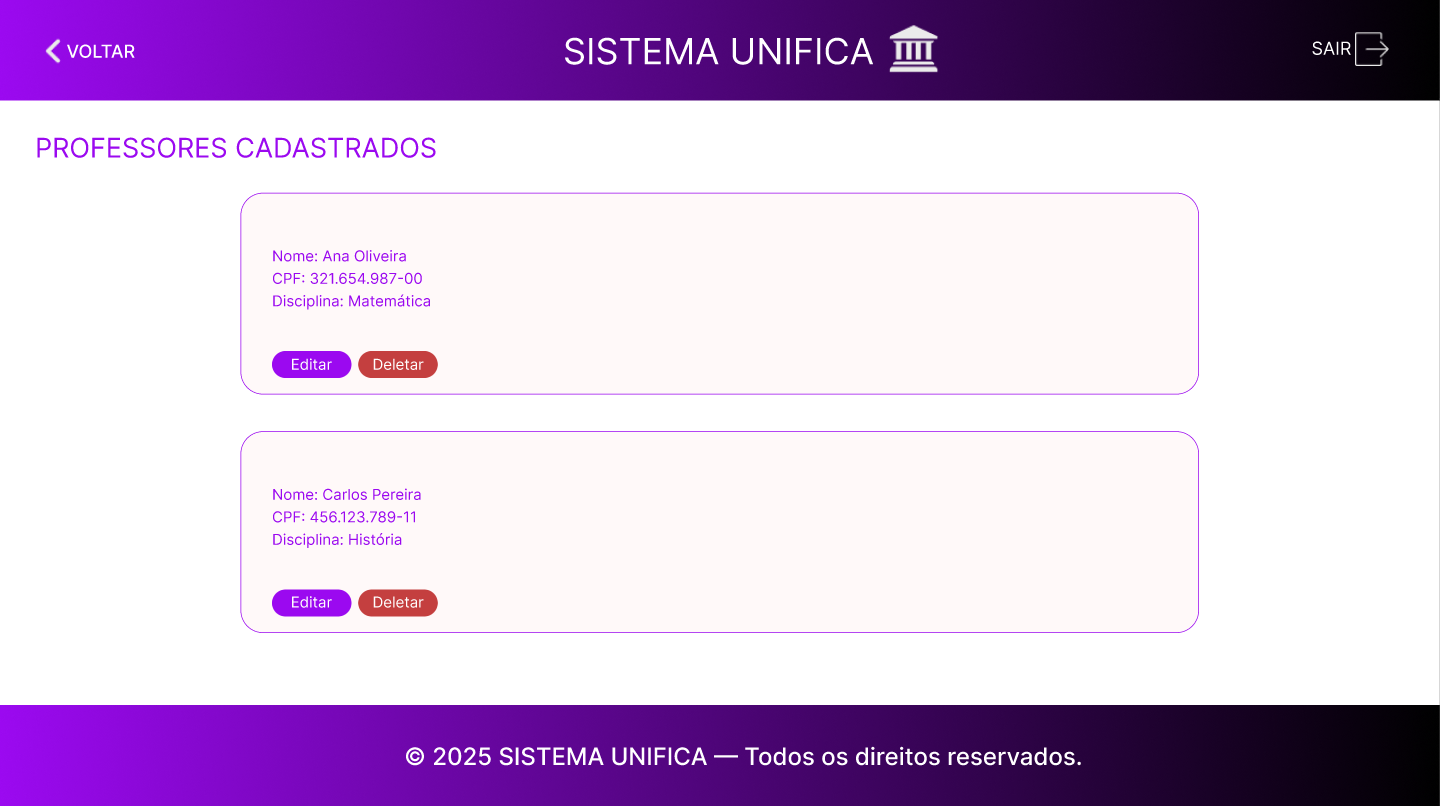 VOLTAR
SISTEMA UNIFICA
SAIR
PROFESSORES CADASTRADOS
Nome: Ana Oliveira
CPF: 321.654.987-00
Disciplina: Matemática
Editar Deletar
Nome: Carlos Pereira
CPF: 456.123.789-11
Disciplina: História
Editar Deletar
© 2025 SISTEMA UNIFICA — Todos os direitos reservados.